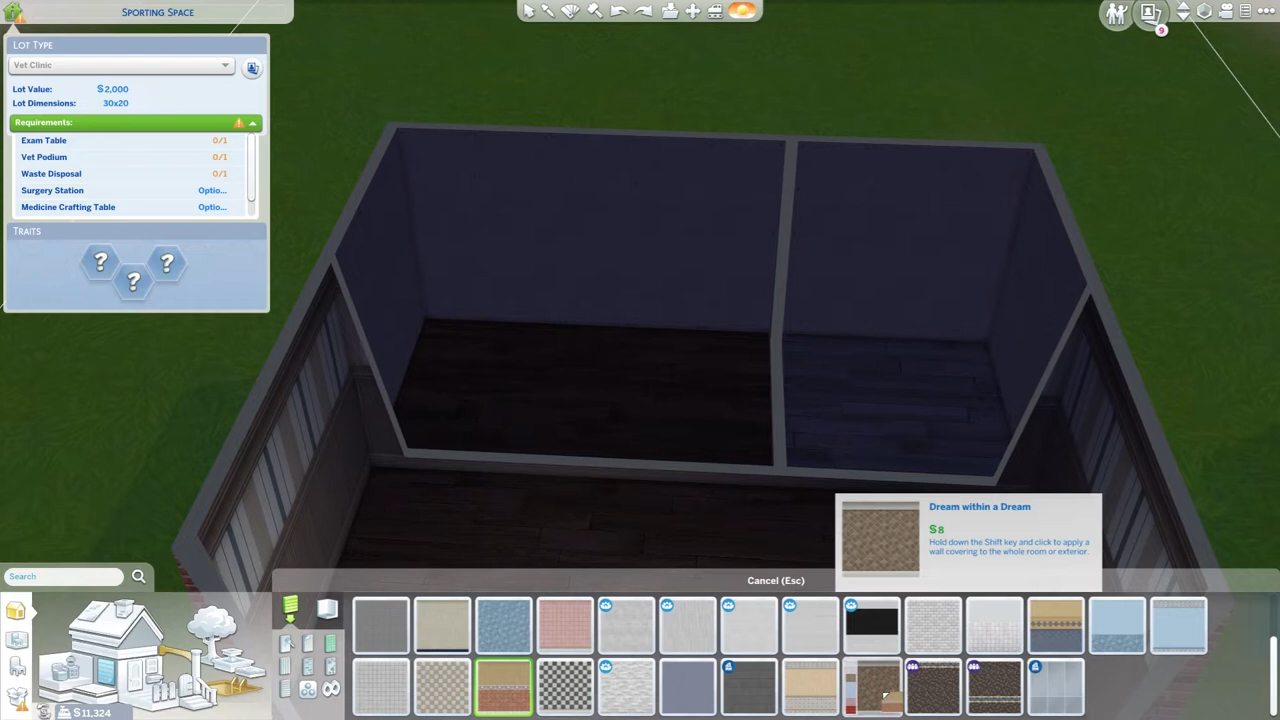 SPORTING SPACE
9
LOT TYPE
Vet Clinic
Lot Value: §2,000
Lot Dimensions: 30x20
Requirements:
Exam Table 0/1
Vet Podium 0/1
Waste Disposal 0/1
Surgery Station Optio...
Medicine Crafting Table Optio...
TRAITS
? ? ?
Dream within a Dream
§8
Hold down the Shift key and click to apply a
wall covering to the whole room or exterior.
Search
Cancel (Esc)
§11,324